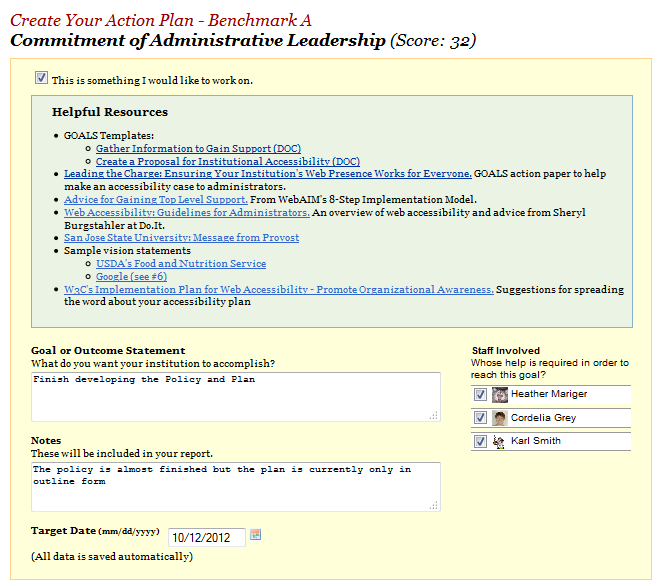 Create Your Action Plan - Benchmark A
Commitment of Administrative Leadership (Score: 32)
This is something I would like to work on.
Helpful Resources
GOALS Templates:
Gather Information to Gain Support (DOC)
Create a Proposal for Institutional Accessibility (DOC)
Leading the Charge: Ensuring Your Institution's Web Presence Works for Everyone. GOALS action paper to help
make an accessibility case to administrators.
Advice for Gaining Top Level Support. From WebAIM's 8-Step Implementation Model.
Web Accessibility: Guidelines for Administrators. An overview of web accessibility and advice from Sheryl
Burgstahler at Do.It.
San Jose State University: Message from Provost
Sample vision statements
USDA's Food and Nutrition Service
Google (see #6)
W3C's Implementation Plan for Web Accessibility - Promote Organizational Awareness. Suggestions for spreading
the word about your accessibility plan
Goal or Outcome Statement
What do you want your institution to accomplish?
Finish developing the Policy and Plan
Notes
These will be included in your report.
The policy is almost finished but the plan is currently only in
outline form
Target Date (mm/dd/yyyy) 10/12/2012
(All data is saved automatically)
Staff Involved
Whose help is required in order to
reach this goal?
Heather Mariger
Cordelia Grey
Karl Smith